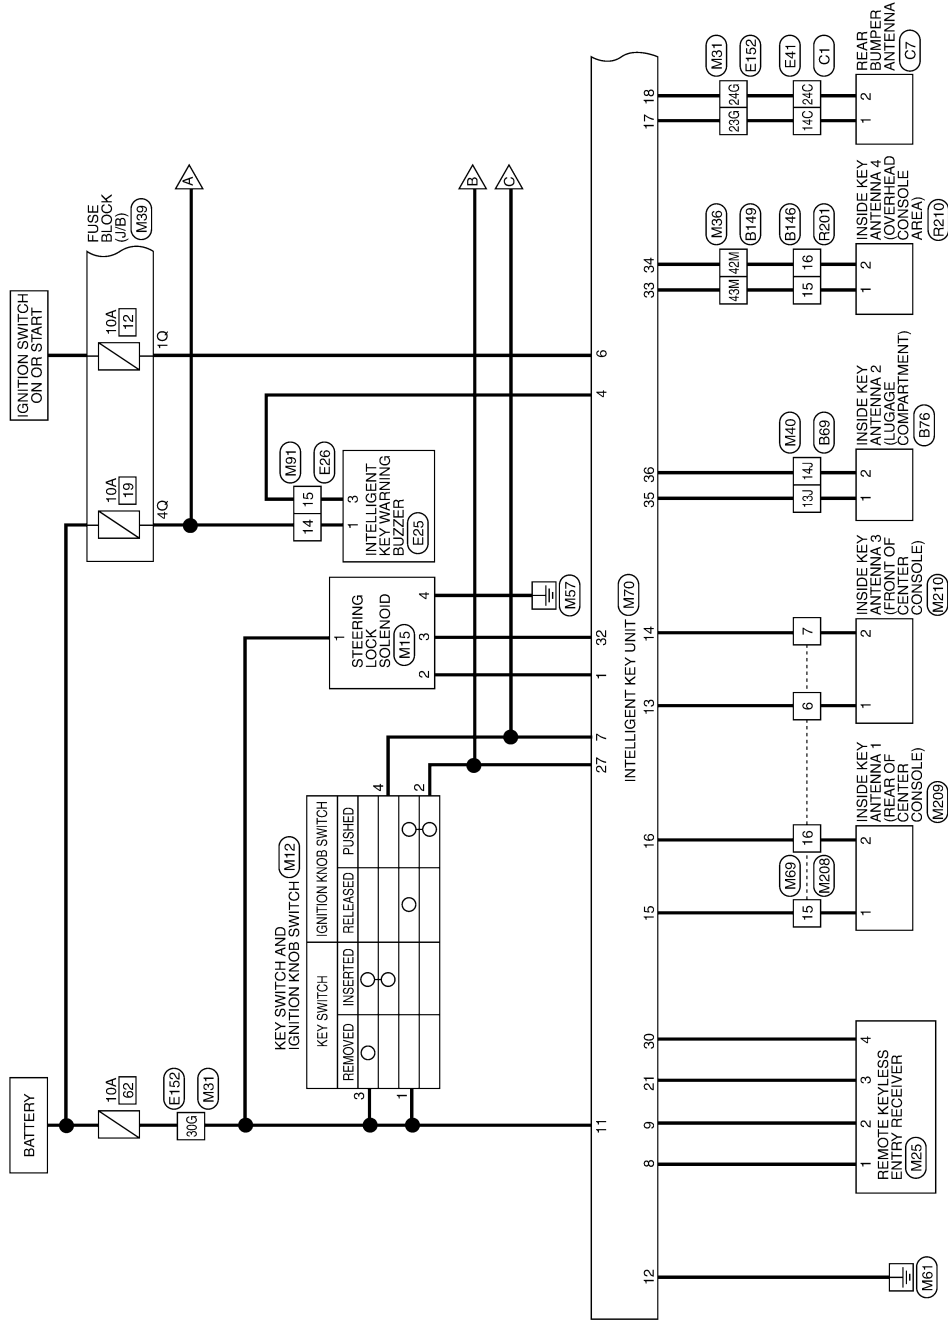 BATTERY
10A
62
E152
M31
30G
IGNITION SWITCH
ON OR START
FUSE
BLOCK
(J/B)
M39
10A
19
4Q
10A
12
1Q
A
B
C
KEY SWITCH AND
IGNITION KNOB SWITCH
M12
KEY SWITCH
IGNITION KNOB SWITCH
REMOVED
INSERTED
RELEASED
PUSHED
3
1
4
2
1
STEERING
LOCK
SOLENOID
M15
2
3
4
M57
M91
E26
14
15
1
3
INTELLIGENT
KEY WARNING
BUZZER
E25
11
27
7
1
32
4
6
INTELLIGENT KEY UNIT
M70
12
8
9
21
30
15
16
13
14
35
36
33
34
17
18
M61
1
2
3
4
REMOTE KEYLESS
ENTRY RECEIVER
M25
M69
M208
15
16
1
2
INSIDE KEY
ANTENNA 1
(REAR OF
CENTER
CONSOLE)
M209
6
7
1
2
INSIDE KEY
ANTENNA 3
(FRONT OF
CENTER
CONSOLE)
M210
M40
B69
13J
14J
1
2
INSIDE KEY
ANTENNA 2
(LUGAGE
COMPARTMENT)
B76
M36
B149
43M
42M
B146
R201
15
16
1
2
INSIDE KEY
ANTENNA 4
(OVERHEAD
CONSOLE
AREA)
R210
M31
E152
23G
24G
E41
C1
14C
24C
1
2
REAR
BUMPER
ANTENNA
C7